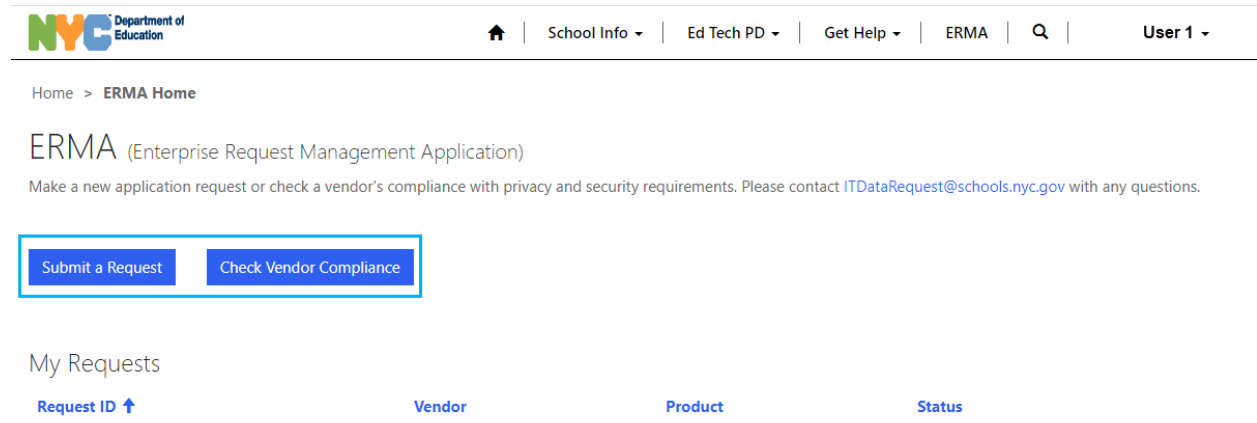 NYC Department of
Education
School Info Ed Tech PD Get Help ERMA User 1
Home > ERMA Home
ERMA (Enterprise Request Management Application)
Make a new application request or check a vendor's compliance with privacy and security requirements. Please contact ITDataRequest@schools.nyc.gov with any questions.
Submit a Request Check Vendor Compliance
My Requests
Request ID Vendor Product Status